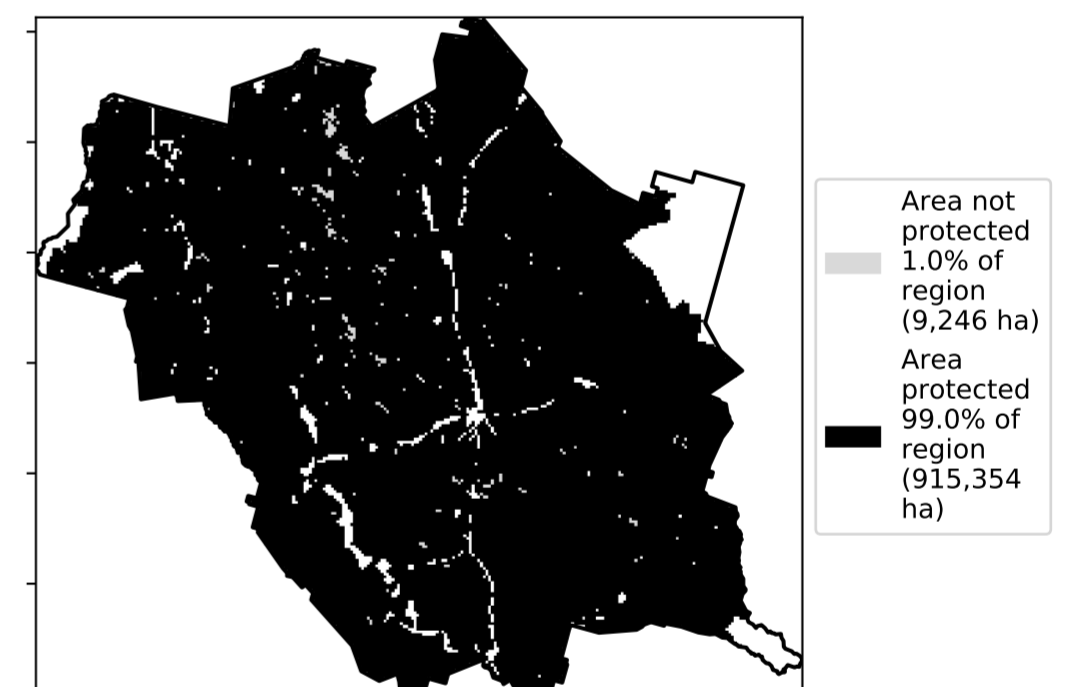 Area not
protected
1.0% of
region
(9,246 ha)
Area
protected
99.0% of
region
(915,354
ha)